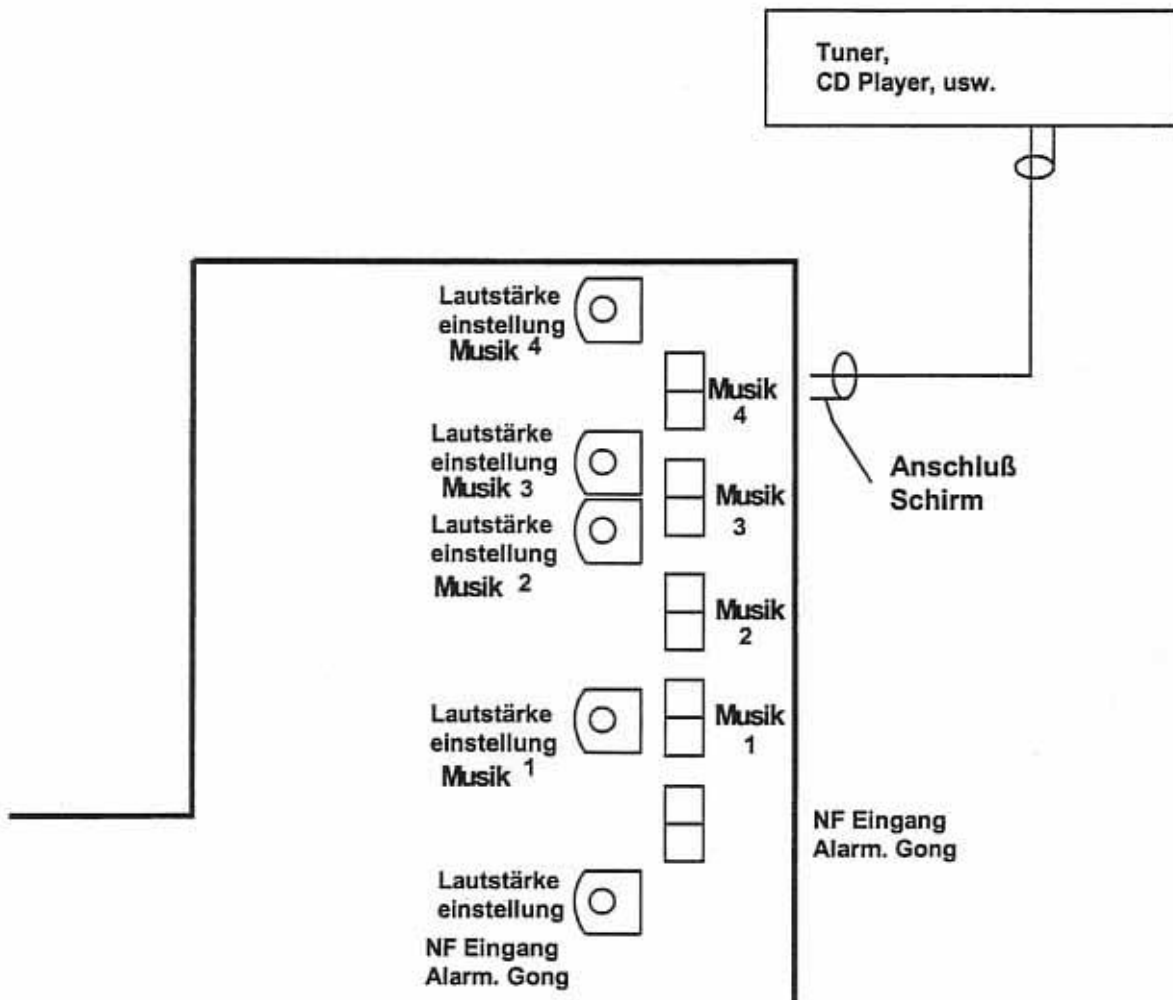 Tuner,
CD Player, usw.
Lautstärke
einstellung
Musik 4
Musik
4
Lautstärke
einstellung
Musik 3
Anschluß
Schirm
Musik
3
Lautstärke
einstellung
Musik 2
Musik
2
Lautstärke
einstellung
Musik 1
Musik
1
NF Eingang
Alarm. Gong
Lautstärke
einstellung
NF Eingang
Alarm. Gong